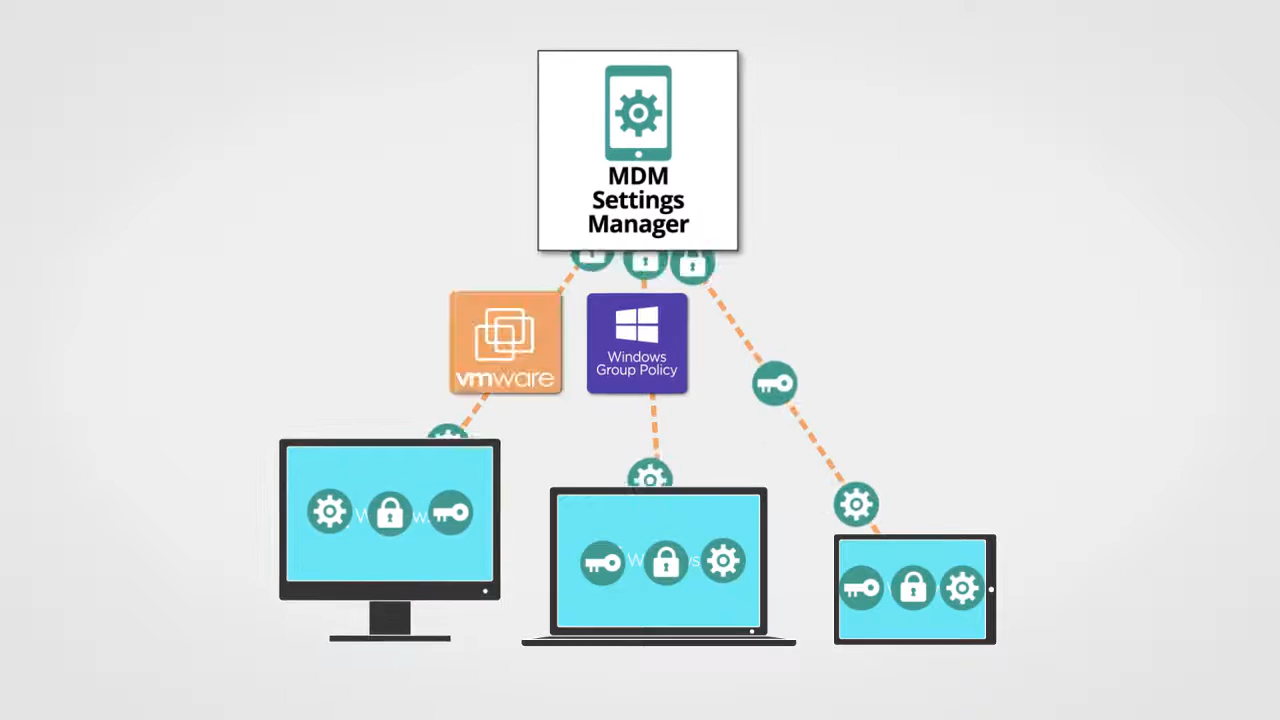 MDM
Settings
Manager
vmware
Windows
Group Policy